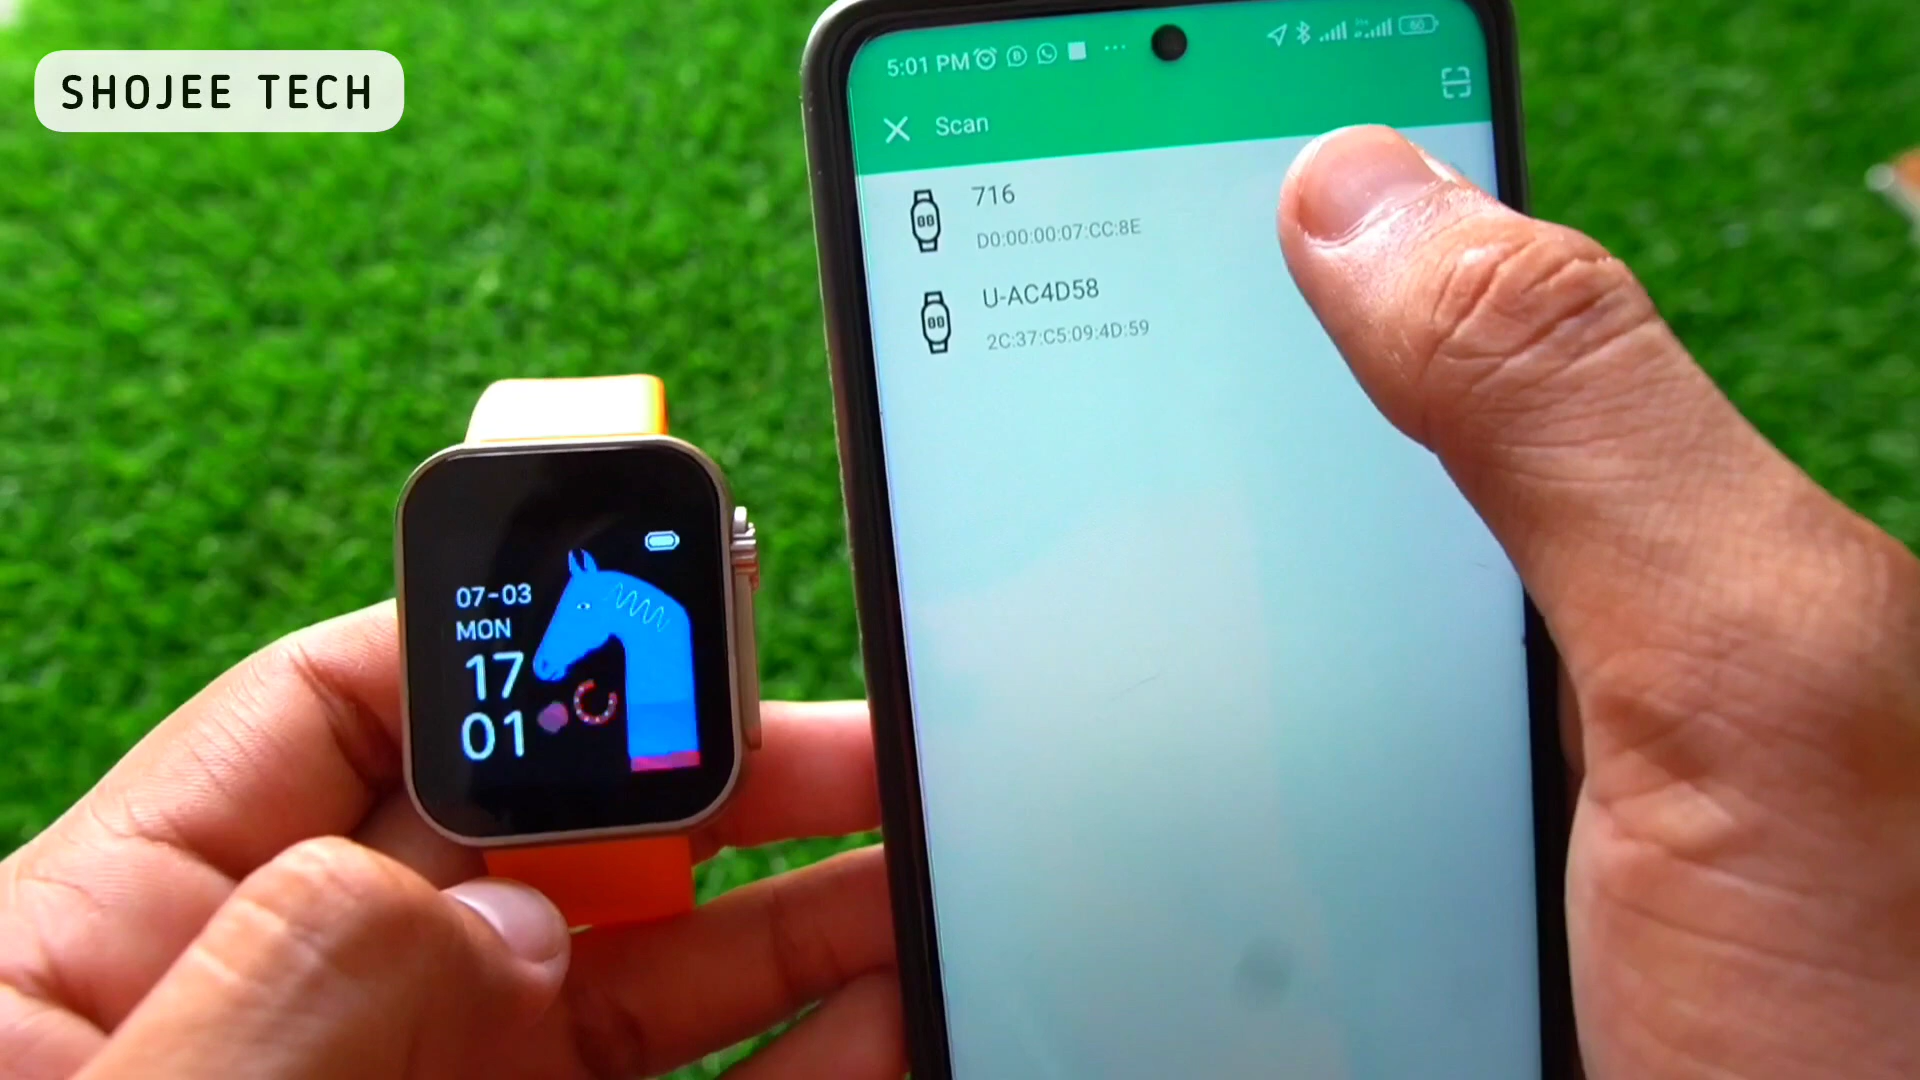 SHOJEE TECH
5:01 PM
60
Scan
716
D0:00:00:07:CC:8E
U-AC4D58
2C:37:C5:09:4D:59
07-03
MON
17
01